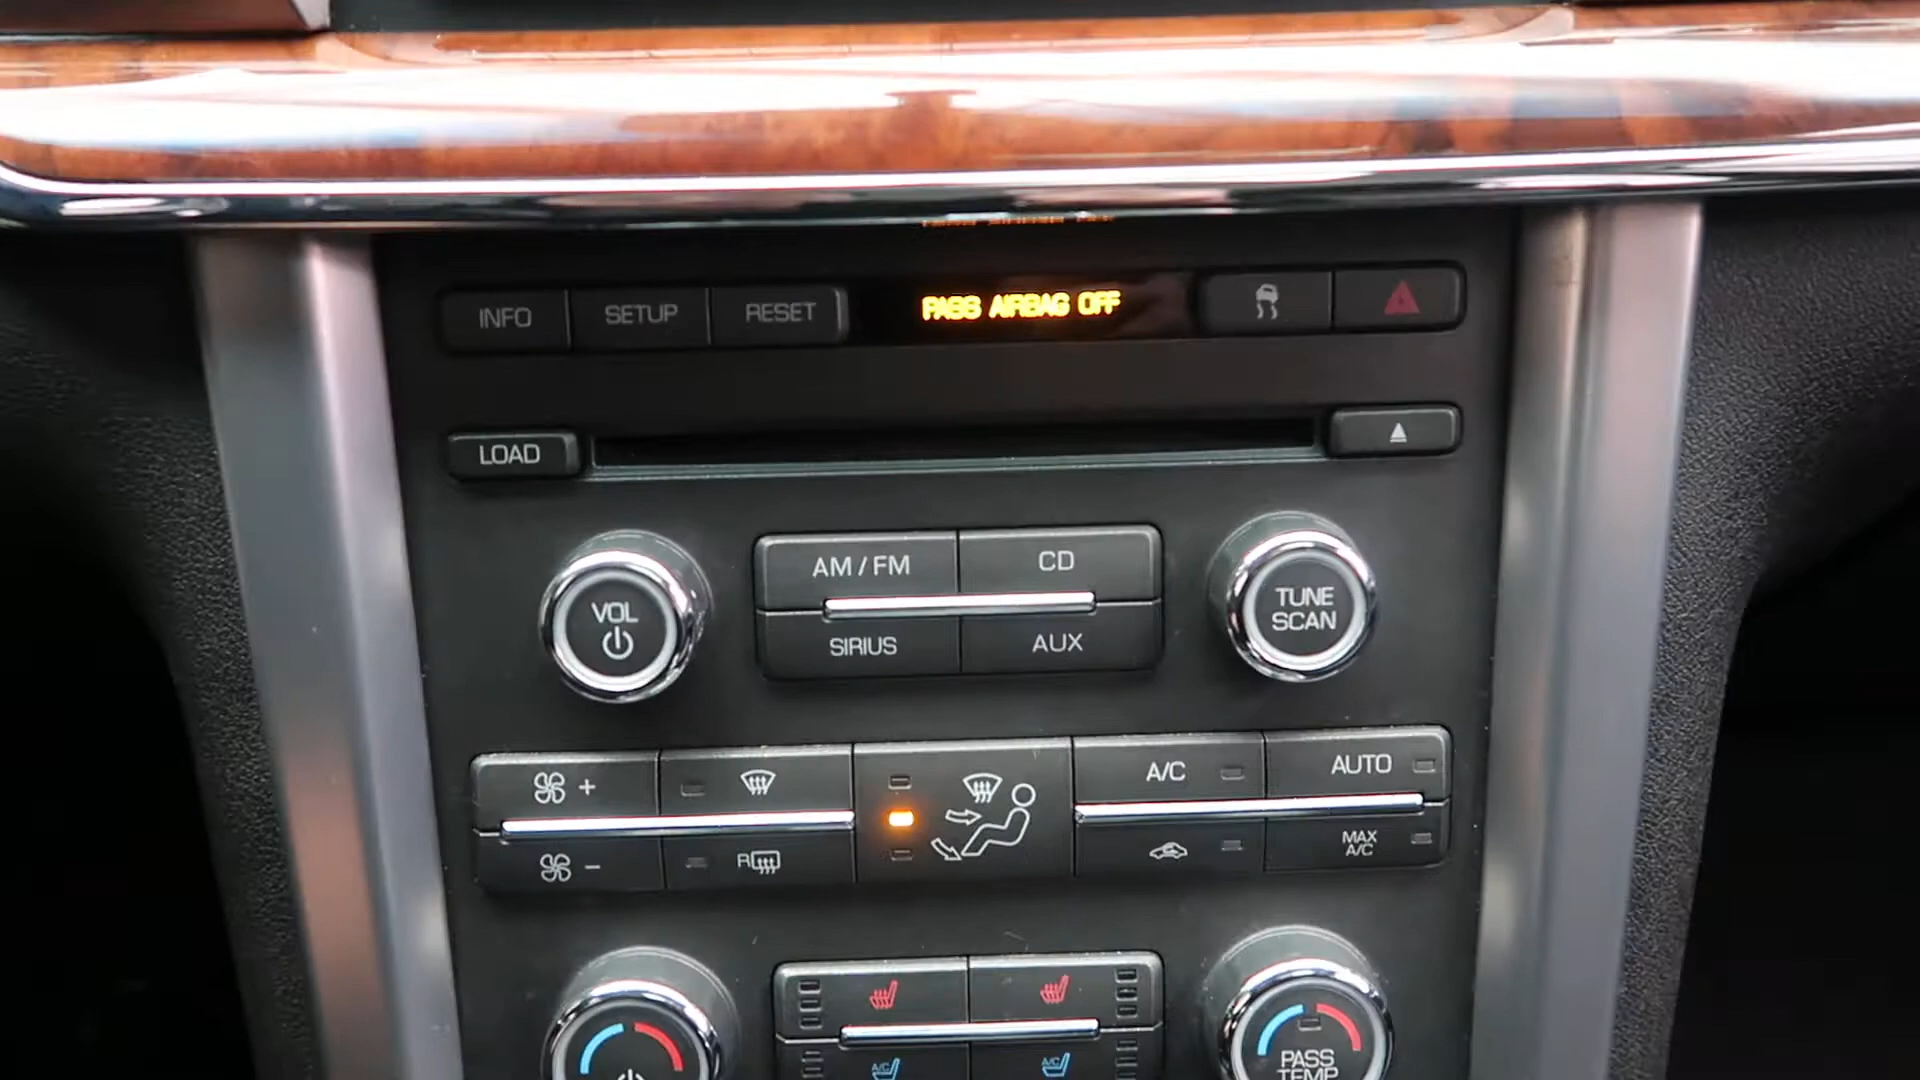 INFO
SETUP
RESET
PASS AIRBAG OFF
LOAD
VOL
AM / FM
CD
SIRIUS
AUX
TUNE
SCAN
+
-
R
A/C
AUTO
MAX
A/C
A/C
A/C
PASS
TEMP